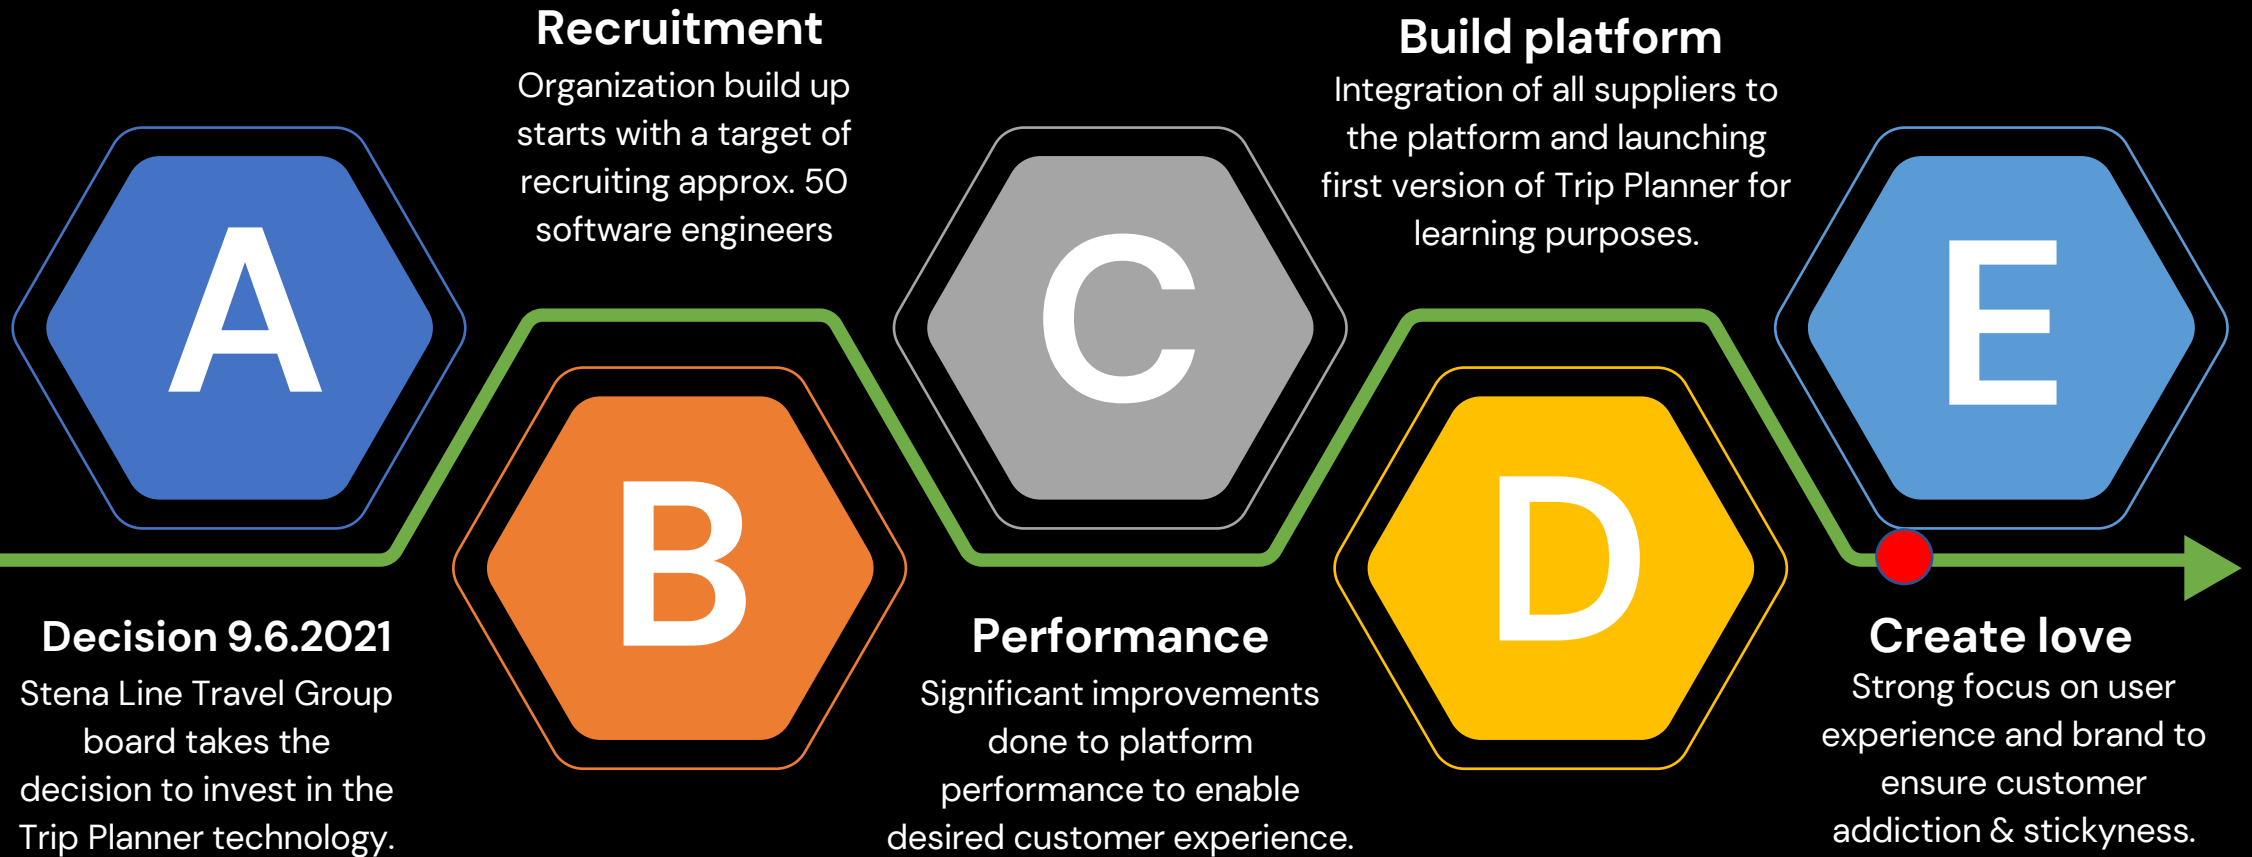 A
Decision 9.6.2021
Stena Line Travel Group
board takes the
decision to invest in the
Trip Planner technology.
Recruitment
Organization build up
starts with a target of
recruiting approx. 50
software engineers
B
C
Performance
Significant improvements
done to platform
performance to enable
desired customer experience.
Build platform
Integration of all suppliers to
the platform and launching
first version of Trip Planner for
learning purposes.
D
E
Create love
Strong focus on user
experience and brand to
ensure customer
addiction & stickyness.